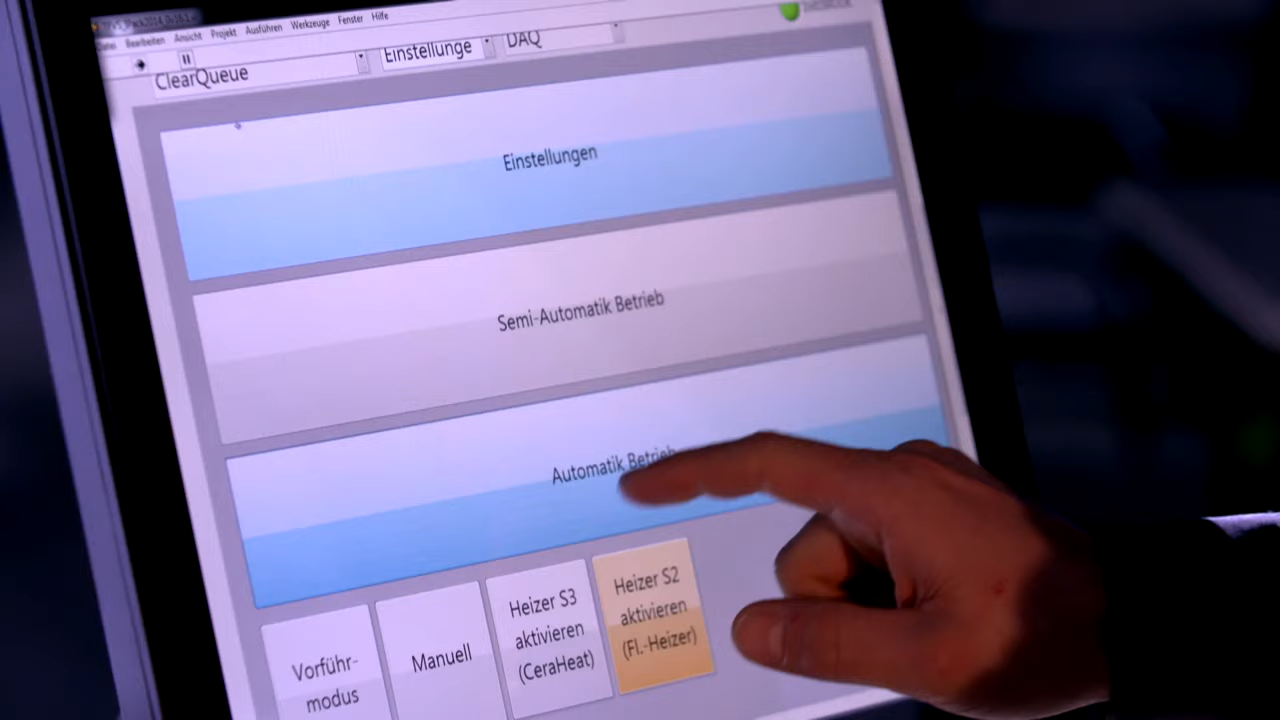 Datei Bearbeiten Ansicht Projekt Ausführen Werkzeuge Fenster Hilfe
ClearQueue
Einstellunge
DAQ
Einstellungen
Semi-Automatik Betrieb
Automatik Betrieb
Vorführ-
modus
Manuell
Heizer S3
aktivieren
(CeraHeat)
Heizer S2
aktivieren
(Fl.-Heizer)